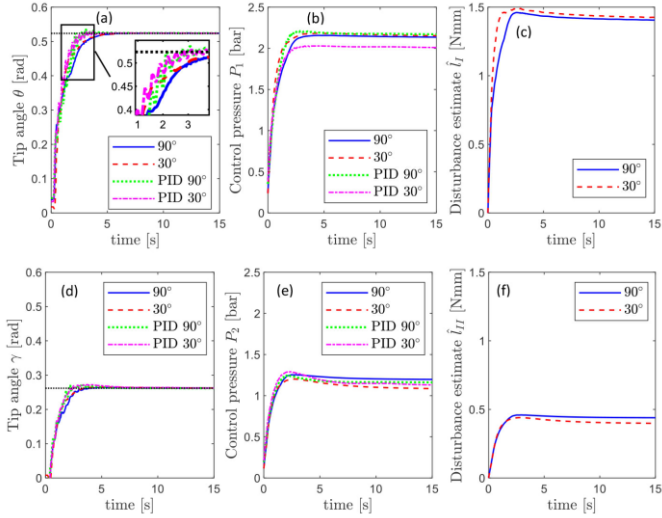 (a)
0.6
0.5
0.4
0.3
0.2
0.1
0
0.5
0.4
1 2 3
90°
30°
PID 90°
PID 30°
0 5 10 15
time [s]
Tip angle θ [rad]
(b)
2.5
2
1.5
1
0.5
0
90°
30°
PID 90°
PID 30°
0 5 10 15
time [s]
Control pressure P₁ [bar]
(c)
1.5
1
0.5
0
90°
30°
0 5 10 15
time [s]
Disturbance estimate l̂_I [Nmm]
(d)
0.6
0.5
0.4
0.3
0.2
0.1
0
90°
30°
PID 90°
PID 30°
0 5 10 15
time [s]
Tip angle γ [rad]
(e)
2.5
2
1.5
1
0.5
0
90°
30°
PID 90°
PID 30°
0 5 10 15
time [s]
Control pressure P₂ [bar]
(f)
1.5
1
0.5
0
90°
30°
0 5 10 15
time [s]
Disturbance estimate l̂_II [Nmm]